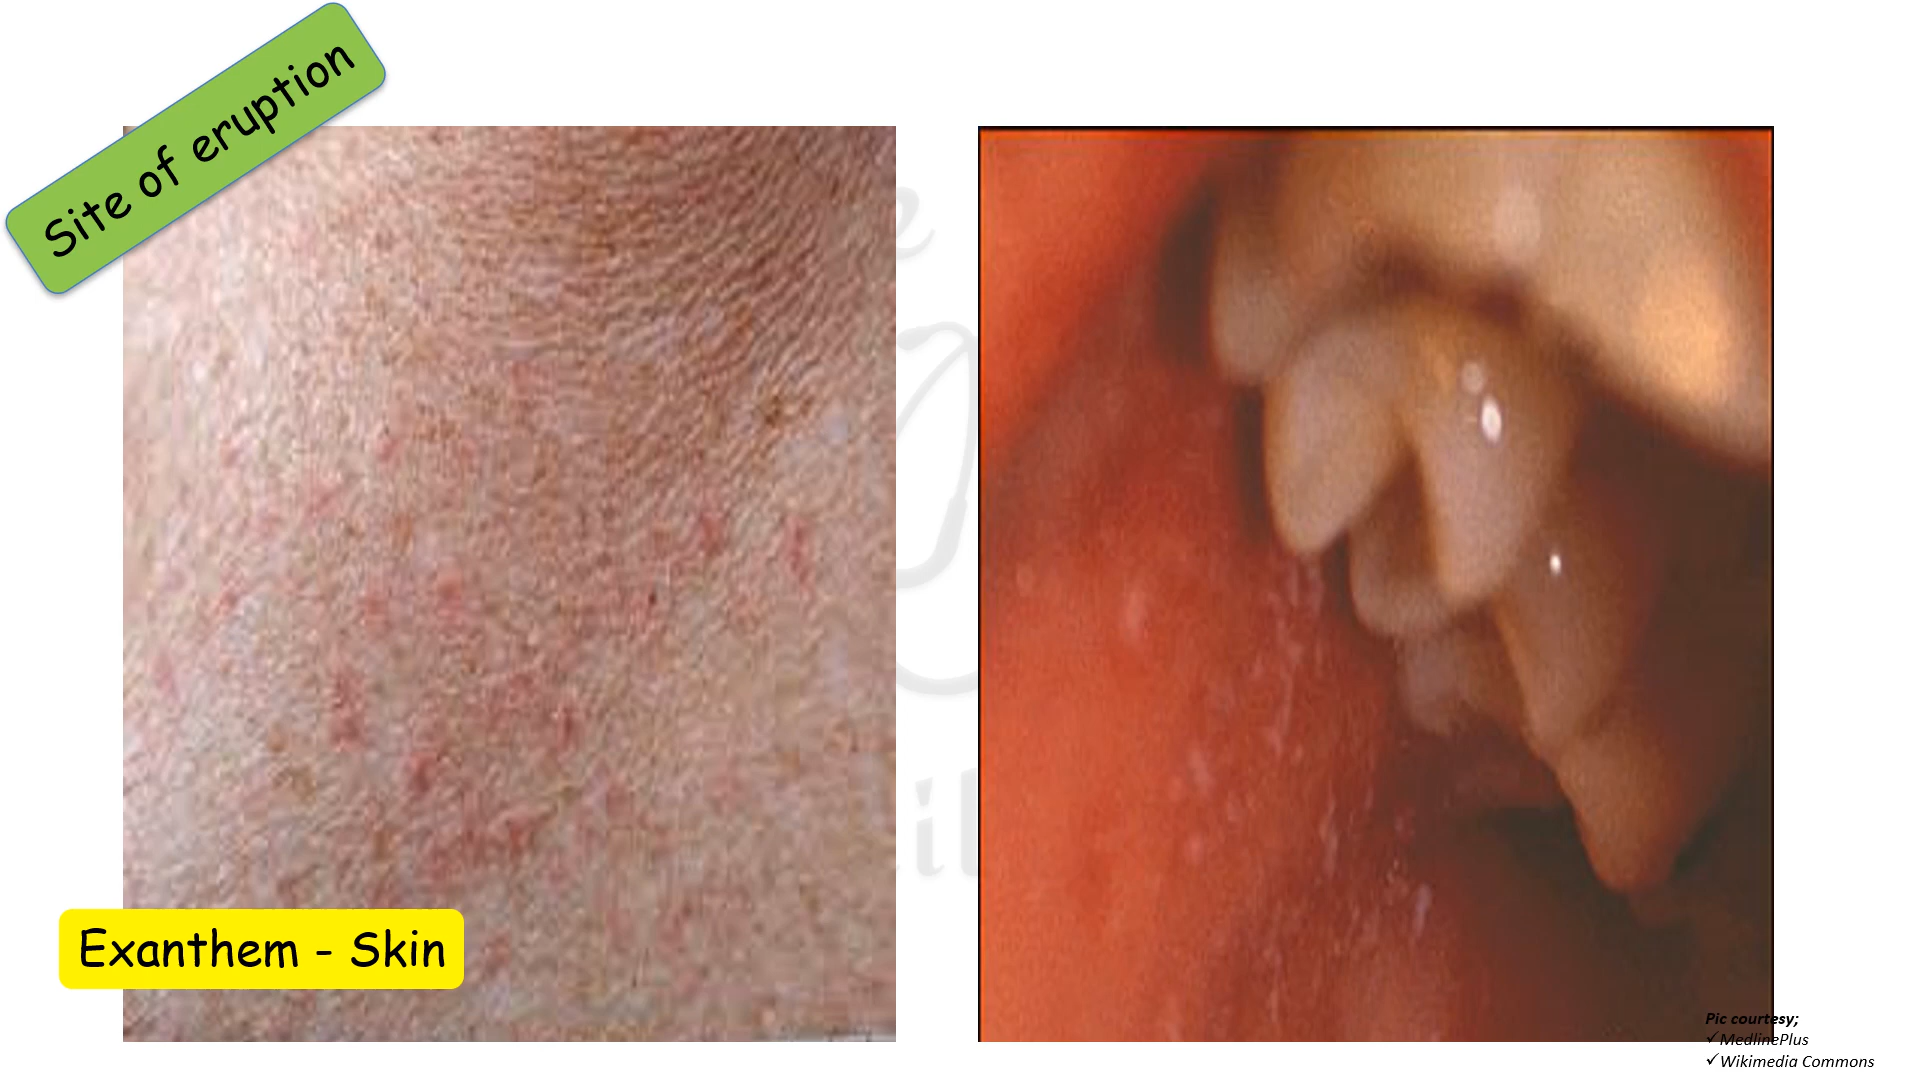 Site of eruption
Exanthem - Skin
Pic courtesy;
✓MedlinePlus
✓Wikimedia Commons